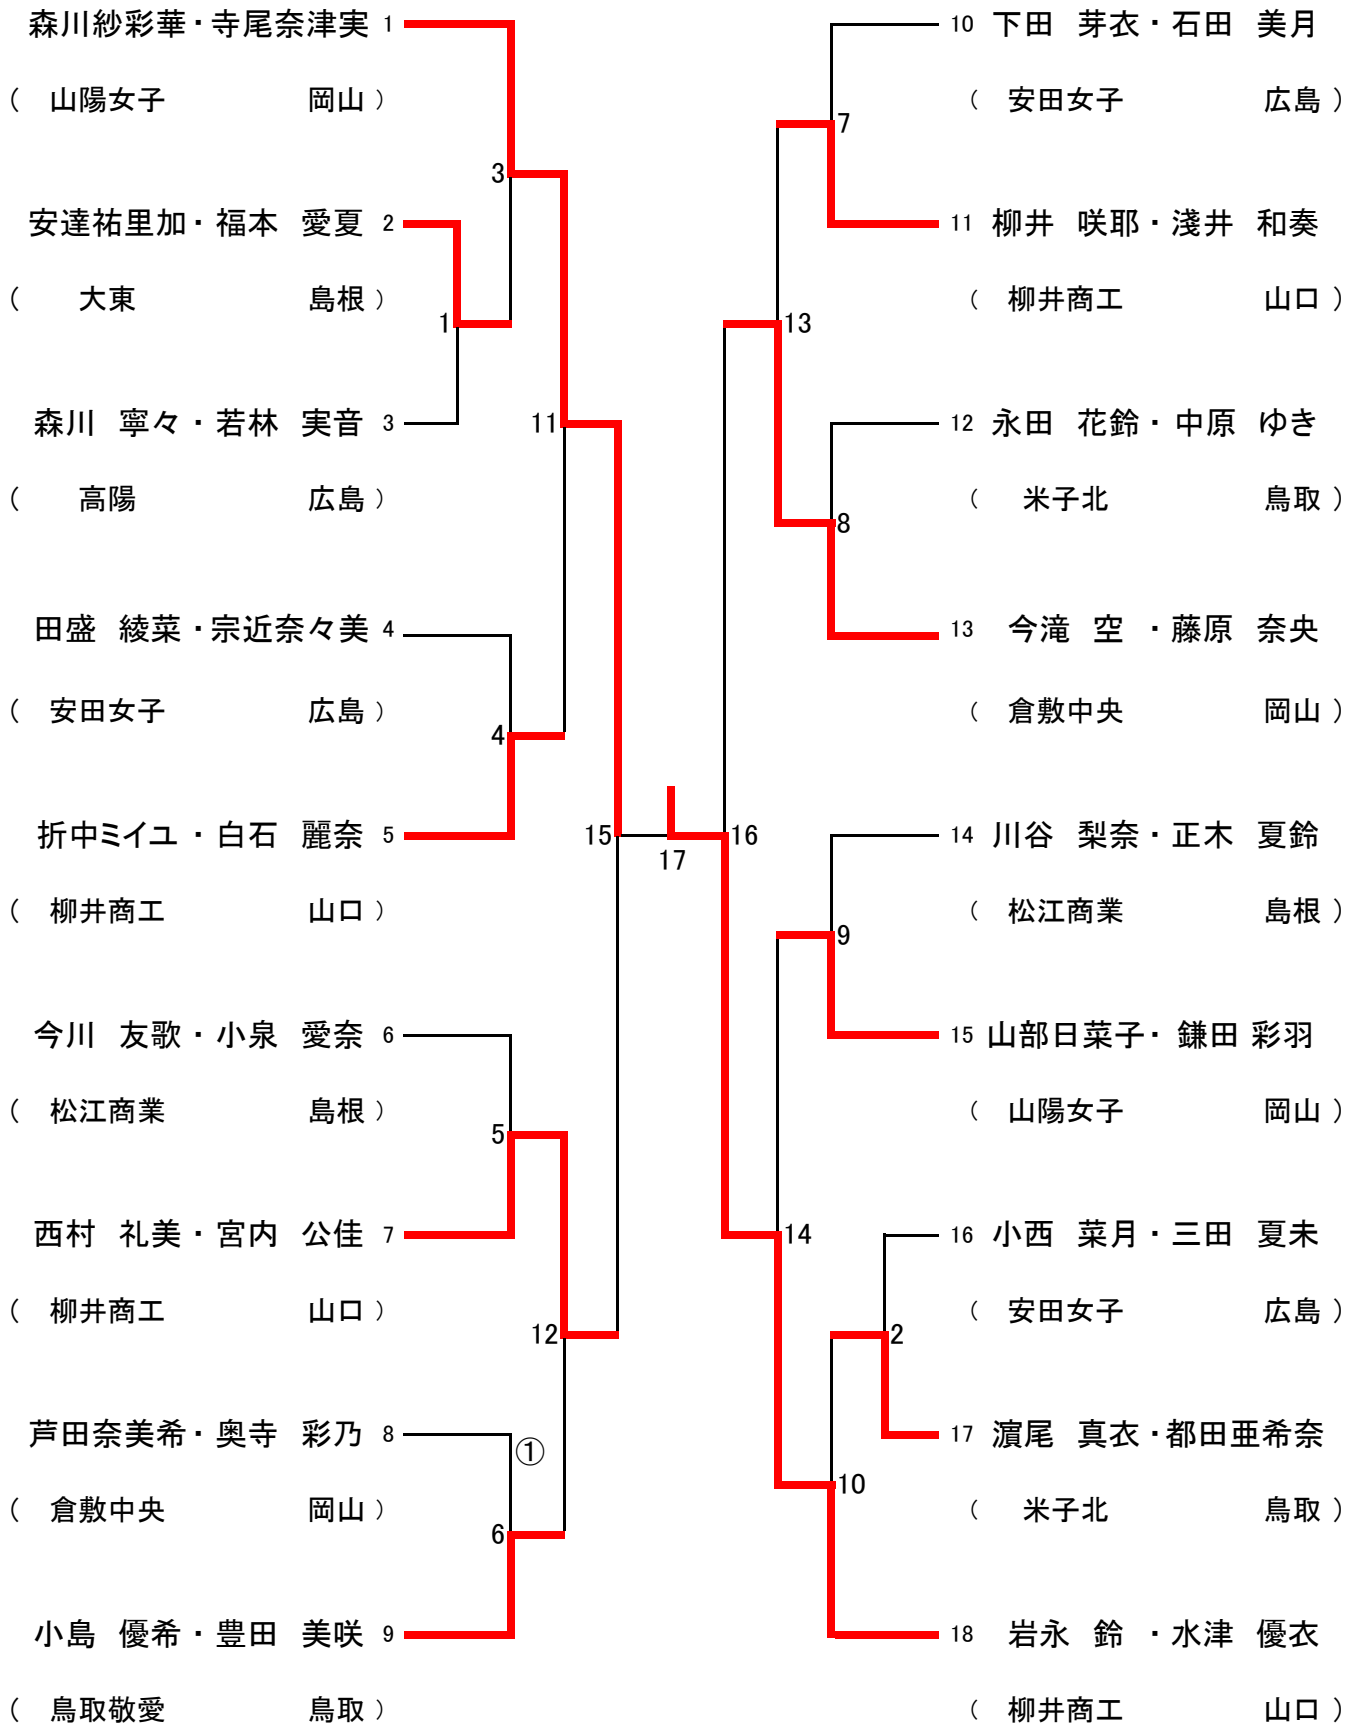 森川紗彩華・寺尾奈津実 1
( 山陽女子 岡山 )
3
安達祐里加・福本 愛夏 2
( 大東 島根 )
1
森川 寧々・若林 実音 3
11
( 高陽 広島 )
田盛 綾菜・宗近奈々美 4
( 安田女子 広島 )
4
折中ミイユ・白石 麗奈 5
15
( 柳井商工 山口 )
今川 友歌・小泉 愛奈 6
( 松江商業 島根 )
5
西村 礼美・宮内 公佳 7
( 柳井商工 山口 )
12
芦田奈美希・奥寺 彩乃 8
①
( 倉敷中央 岡山 )
6
小島 優希・豊田 美咲 9
( 鳥取敬愛 鳥取 )
17
10 下田 芽衣・石田 美月
( 安田女子 広島 )
7
11 柳井 咲耶・淺井 和奏
( 柳井商工 山口 )
13
12 永田 花鈴・中原 ゆき
( 米子北 鳥取 )
8
13 今滝 空 ・藤原 奈央
( 倉敷中央 岡山 )
16
14 川谷 梨奈・正木 夏鈴
( 松江商業 島根 )
9
15 山部日菜子・鎌田 彩羽
( 山陽女子 岡山 )
14
16 小西 菜月・三田 夏未
( 安田女子 広島 )
2
17 濵尾 真衣・都田亜希奈
10
( 米子北 鳥取 )
18 岩永 鈴 ・水津 優衣
( 柳井商工 山口 )